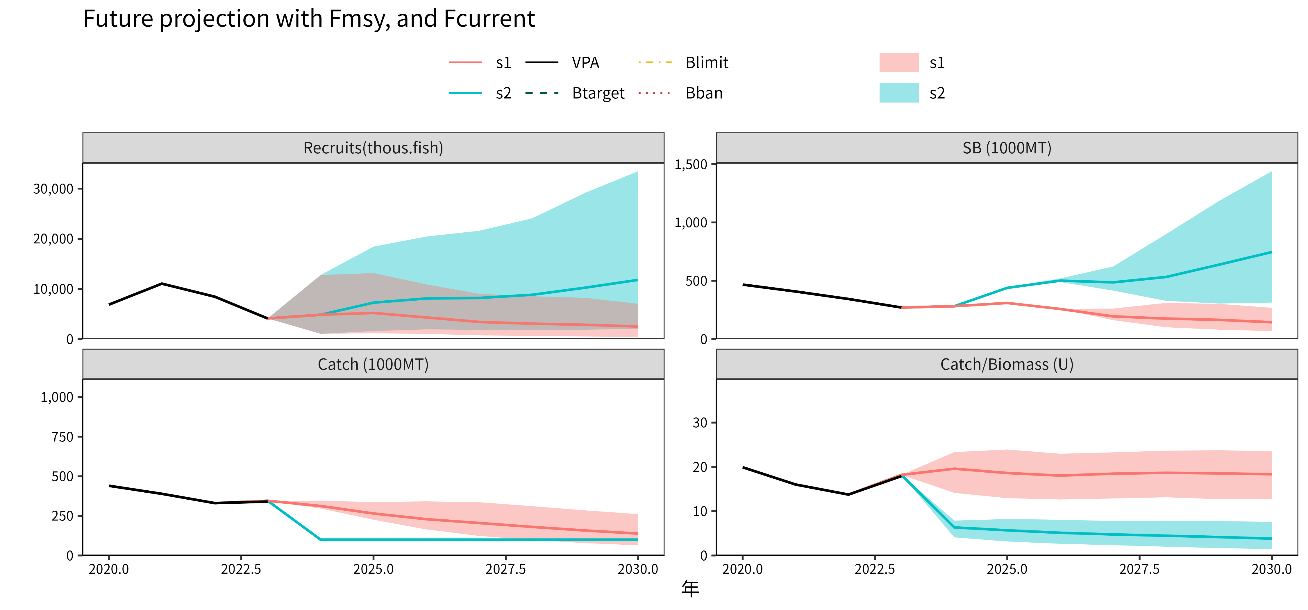 Future projection with Fmsy, and Fcurrent
s1 VPA Blimit s1
s2 Btarget Bban s2
Recruits(thous.fish) SB (1000MT)
30,000
20,000
10,000
0
1,500
1,000
500
0
Catch (1000MT) Catch/Biomass (U)
1,000
750
500
250
0
30
20
10
0
2020.0 2022.5 2025.0 2027.5 2030.0 2020.0 2022.5 2025.0 2027.5 2030.0
年